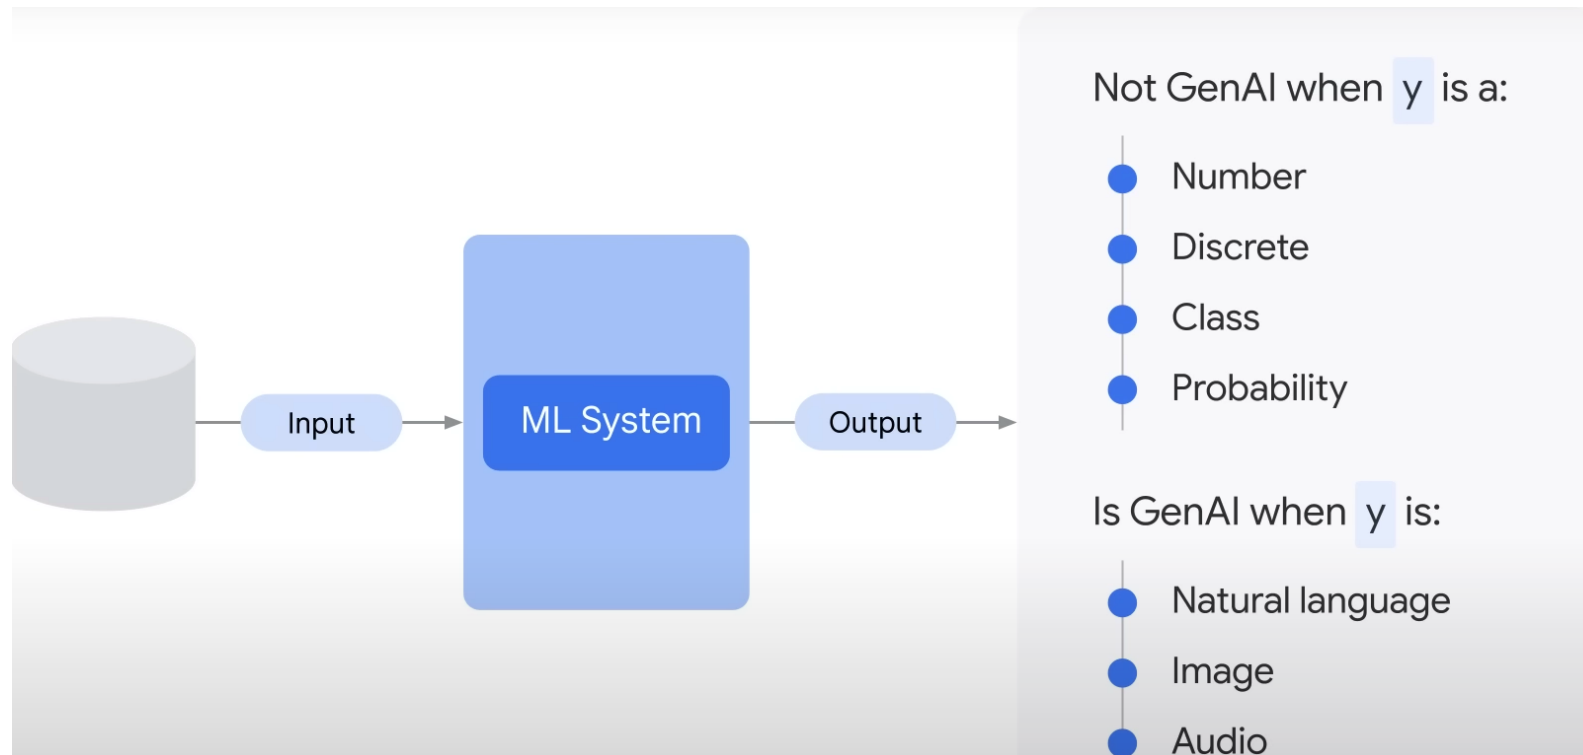 Input
ML System
Output
Not GenAI when y is a:
Number
Discrete
Class
Probability
Is GenAI when y is:
Natural language
Image
Audio